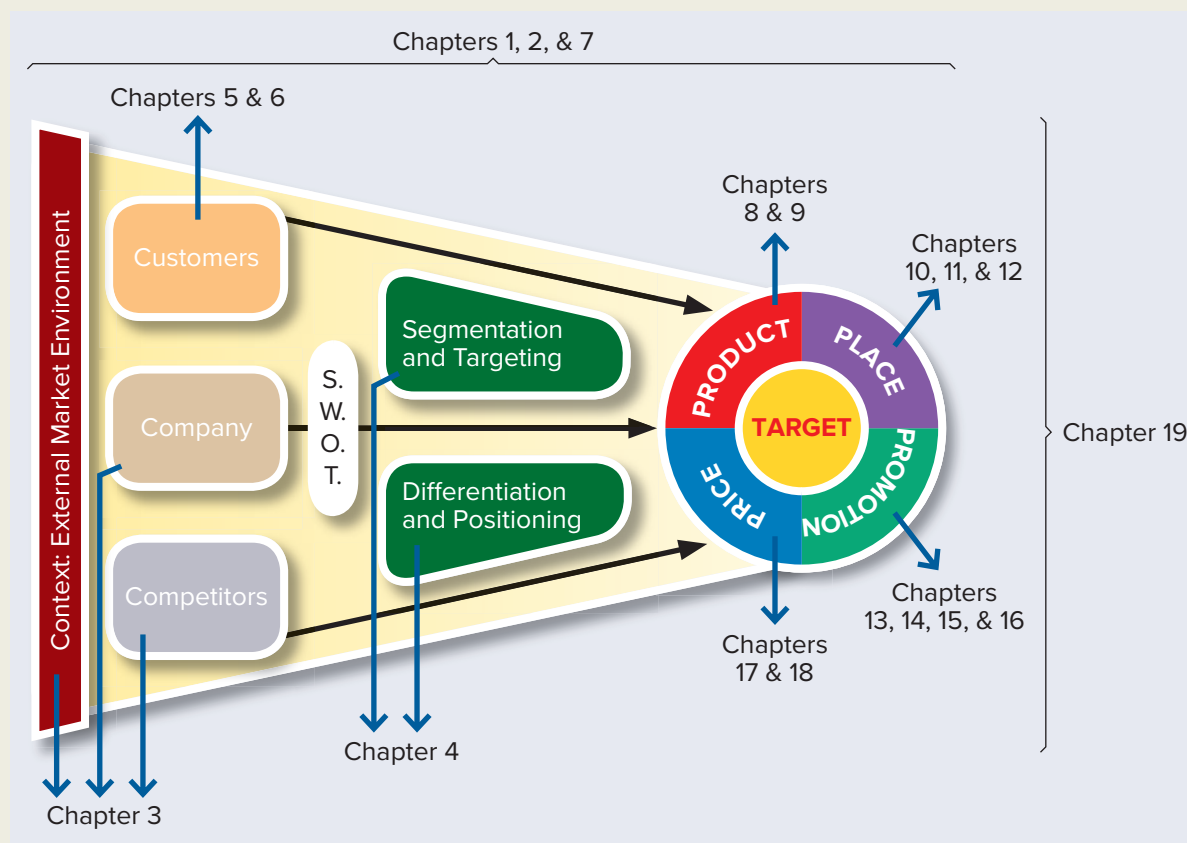 Chapters 1, 2, & 7
Chapters 5 & 6
Context: External Market Environment
Customers
Company
Competitors
S.
W.
O.
T.
Segmentation
and Targeting
Differentiation
and Positioning
Chapters
8 & 9
Chapters
10, 11, & 12
PRODUCT
PLACE
TARGET
PRICE
PROMOTION
Chapter 19
Chapters
13, 14, 15, & 16
Chapters
17 & 18
Chapter 4
Chapter 3